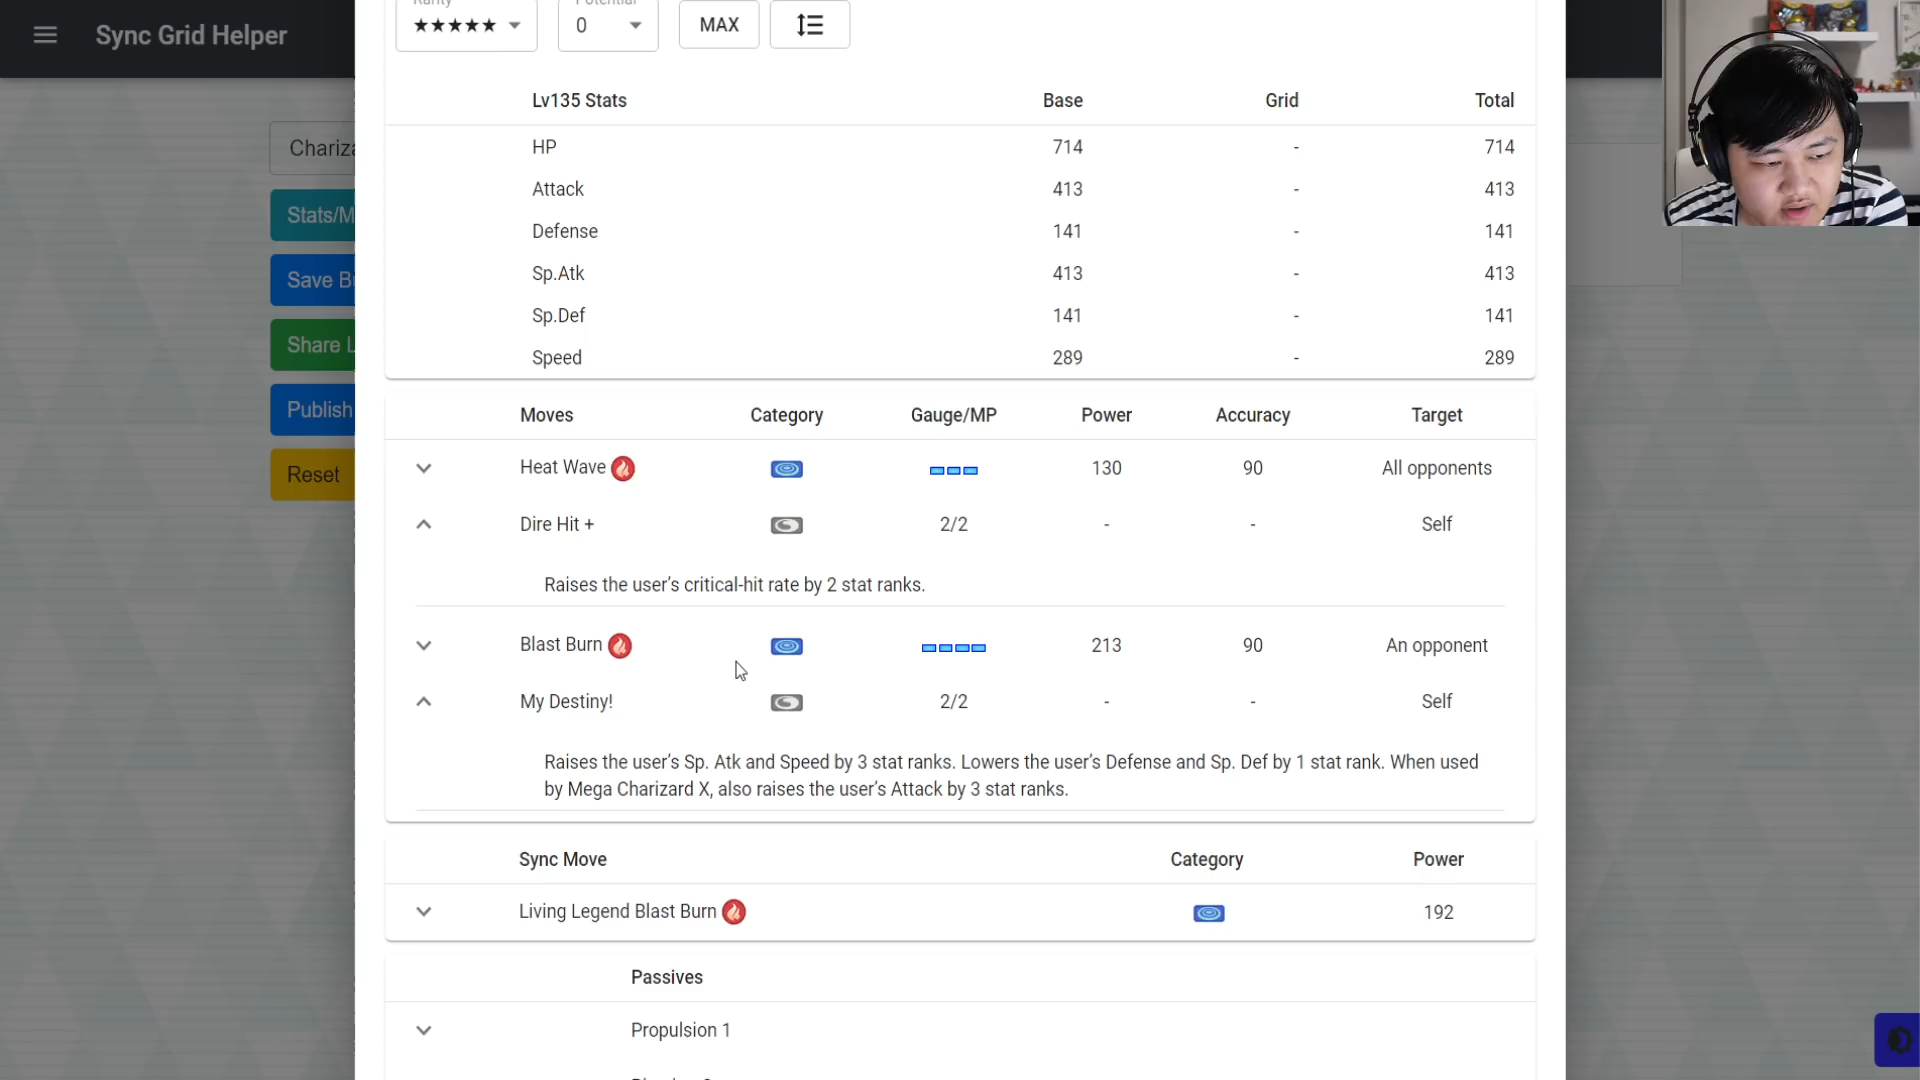 Rarity
Potential
Sync Grid Helper
★★★★★
0
MAX
Lv135 Stats Base Grid Total
HP 714 - 714
Attack 413 - 413
Defense 141 - 141
Sp.Atk 413 - 413
Sp.Def 141 - 141
Speed 289 - 289
Chariza
Stats/M
Save Bu
Share L
Publish
Reset
Moves Category Gauge/MP Power Accuracy Target
Heat Wave 130 90 All opponents
Dire Hit + 2/2 - - Self
Raises the user’s critical-hit rate by 2 stat ranks.
Blast Burn 213 90 An opponent
My Destiny! 2/2 - - Self
Raises the user’s Sp. Atk and Speed by 3 stat ranks. Lowers the user’s Defense and Sp. Def by 1 stat rank. When used
by Mega Charizard X, also raises the user’s Attack by 3 stat ranks.
Sync Move Category Power
Living Legend Blast Burn 192
Passives
Propulsion 1